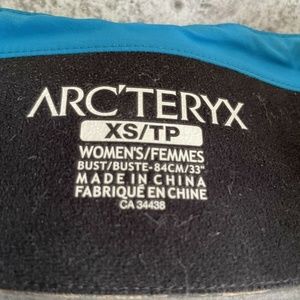 ARC'TERYX
XS/TP
WOMEN'S/FEMMES
BUST/BUSTE-84CM/33"
MADE IN CHINA
FABRIQUÉ EN CHINE
CA 34438